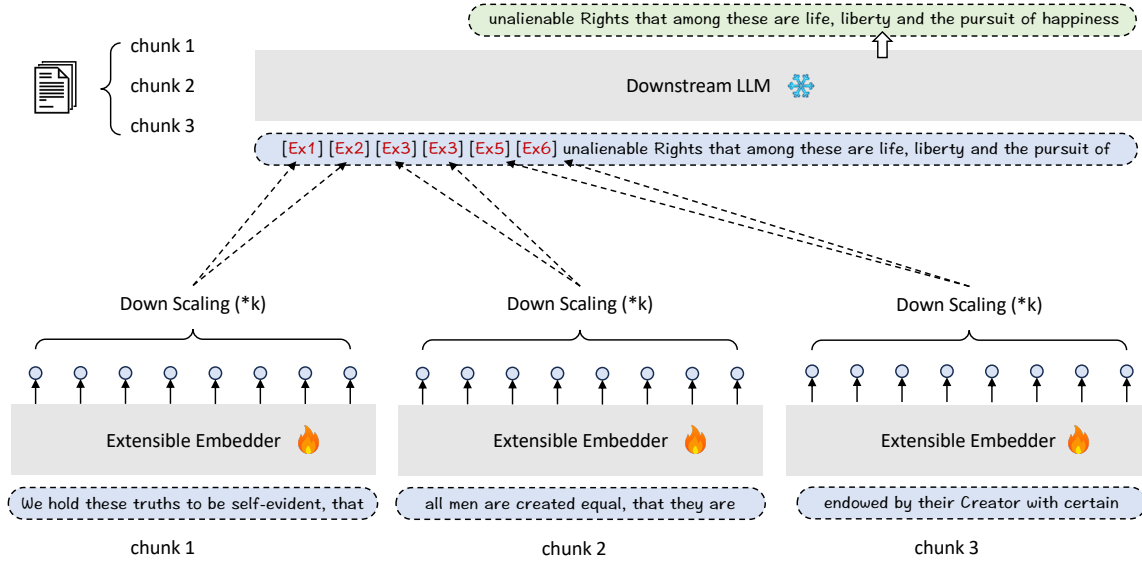 unalienable Rights that among these are life, liberty and the pursuit of happiness
chunk 1
chunk 2
chunk 3
Downstream LLM
[Ex1] [Ex2] [Ex3] [Ex3] [Ex5] [Ex6] unalienable Rights that among these are life, liberty and the pursuit of
Down Scaling (*k)
Down Scaling (*k)
Down Scaling (*k)
Extensible Embedder
Extensible Embedder
Extensible Embedder
We hold these truths to be self-evident, that
all men are created equal, that they are
endowed by their Creator with certain
chunk 1
chunk 2
chunk 3